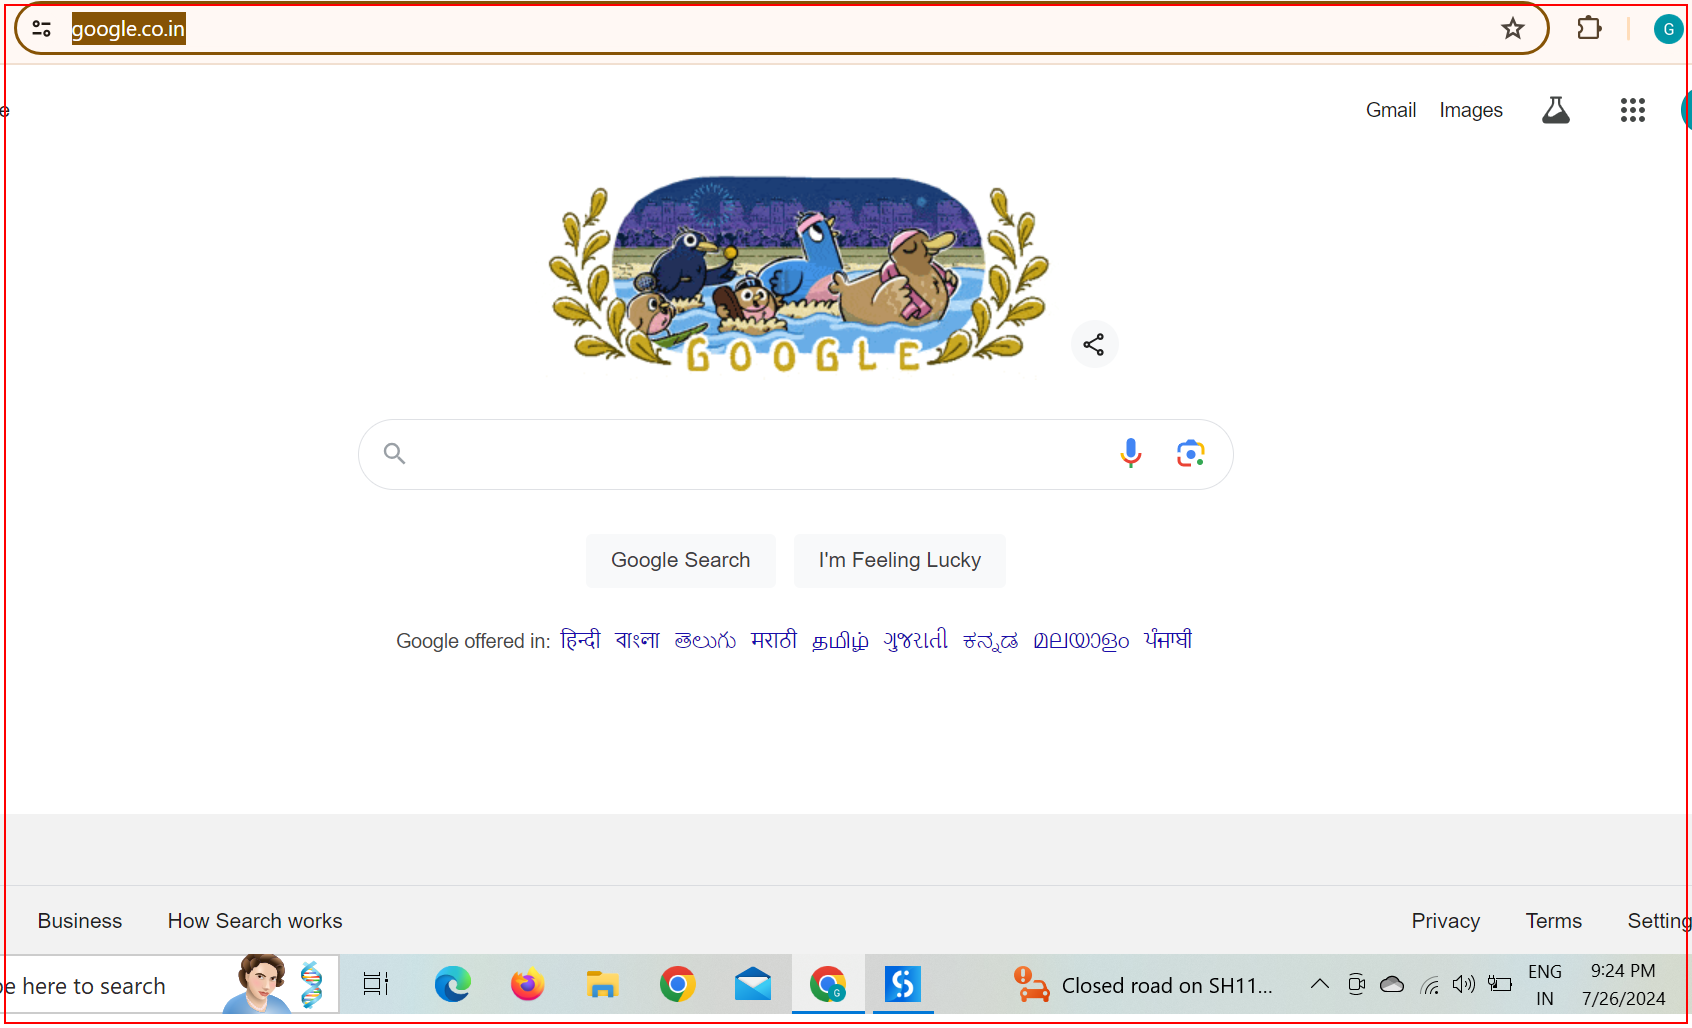 google.co.in
G
e
Gmail Images
GOOGLE
Google Search I'm Feeling Lucky
Google offered in: हिन्दी বাংলা తెలుగు मराठी தமிழ் ગુજરાતી ಕನ್ನಡ മലയാളം ਪੰਜਾਬੀ
Business How Search works Privacy Terms Setting
e here to search G Closed road on SH11... ENG 9:24 PM
IN 7/26/2024